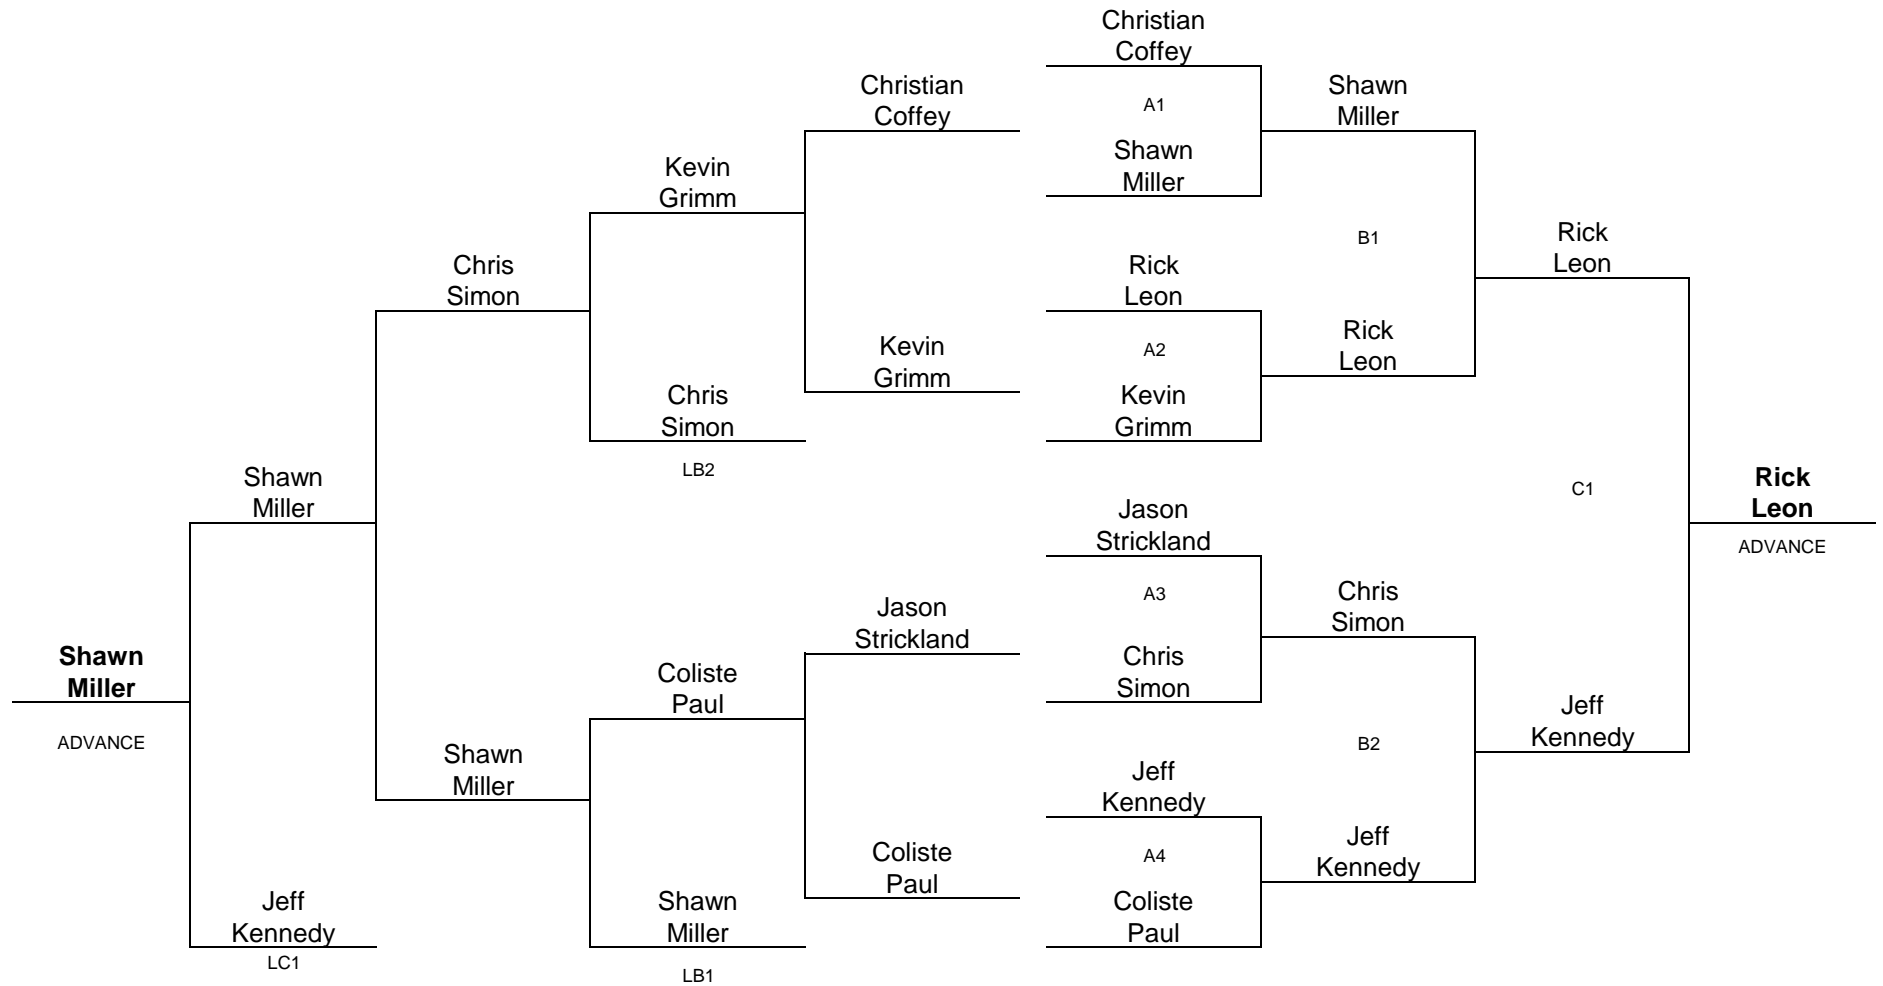 Christian
Coffey
Christian
Coffey
A1
Shawn
Miller
Kevin
Grimm
Shawn
Miller
B1
Rick
Leon
Chris
Simon
Rick
Leon
Kevin
Grimm
A2
Rick
Leon
Chris
Simon
Kevin
Grimm
LB2
Shawn
Miller
C1
Rick
Leon
Jason
Strickland
ADVANCE
Jason
Strickland
A3
Chris
Simon
Shawn
Miller
Coliste
Paul
Chris
Simon
Jeff
Kennedy
ADVANCE
B2
Shawn
Miller
Jeff
Kennedy
Coliste
Paul
A4
Jeff
Kennedy
Jeff
Kennedy
Shawn
Miller
Coliste
Paul
LC1
LB1